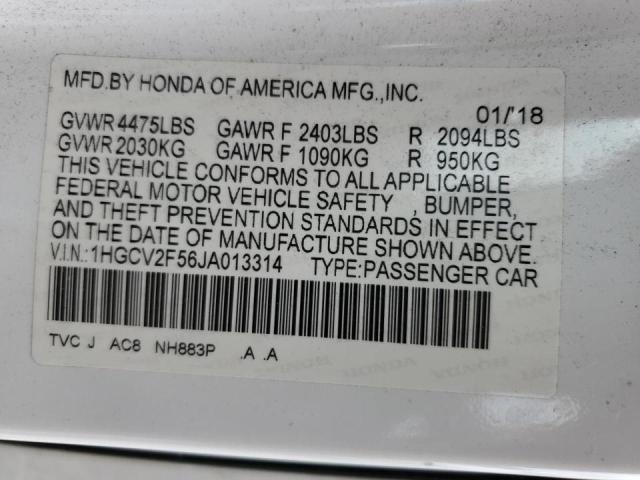 MFD.BY HONDA OF AMERICA MFG.,INC.
01/'18
GVWR 4475LBS GAWR F 2403LBS R 2094LBS
GVWR 2030KG GAWR F 1090KG R 950KG
THIS VEHICLE CONFORMS TO ALL APPLICABLE
FEDERAL MOTOR VEHICLE SAFETY , BUMPER,
AND THEFT PREVENTION STANDARDS IN EFFECT
ON THE DATE OF MANUFACTURE SHOWN ABOVE.
V.I.N.:1HGCV2F56JA013314 TYPE:PASSENGER CAR
TVC J AC8 NH883P .A .A